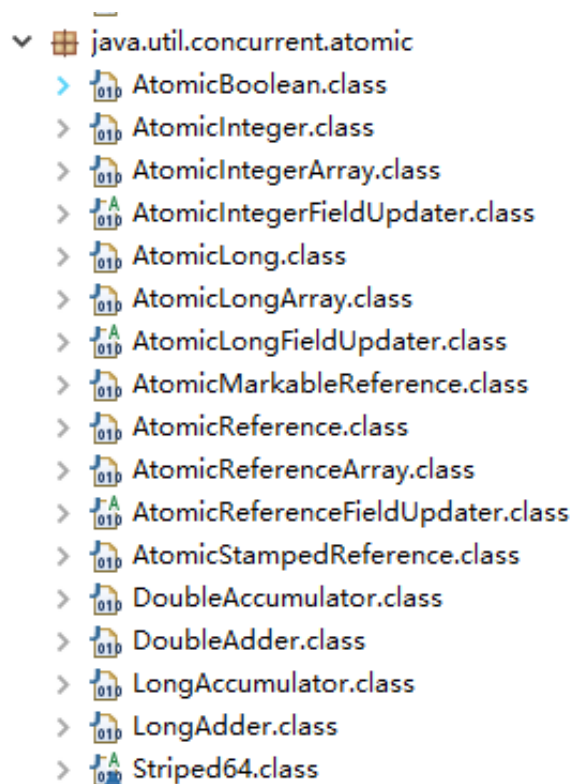 java.util.concurrent.atomic
AtomicBoolean.class
AtomicInteger.class
AtomicIntegerArray.class
AtomicIntegerFieldUpdater.class
AtomicLong.class
AtomicLongArray.class
AtomicLongFieldUpdater.class
AtomicMarkableReference.class
AtomicReference.class
AtomicReferenceArray.class
AtomicReferenceFieldUpdater.class
AtomicStampedReference.class
DoubleAccumulator.class
DoubleAdder.class
LongAccumulator.class
LongAdder.class
Striped64.class